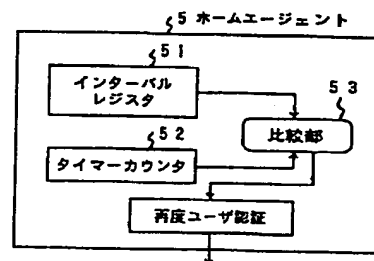 5 ホームエージェント
51
インターバル
レジスタ
53
比較部
52
タイマーカウンタ
再度ユーザ認証